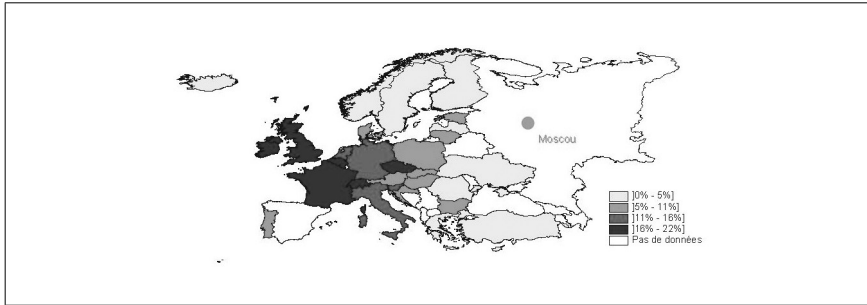 Moscou
]0% - 5%]
]5% - 11%]
]11% - 16%]
]16% - 22%]
Pas de données